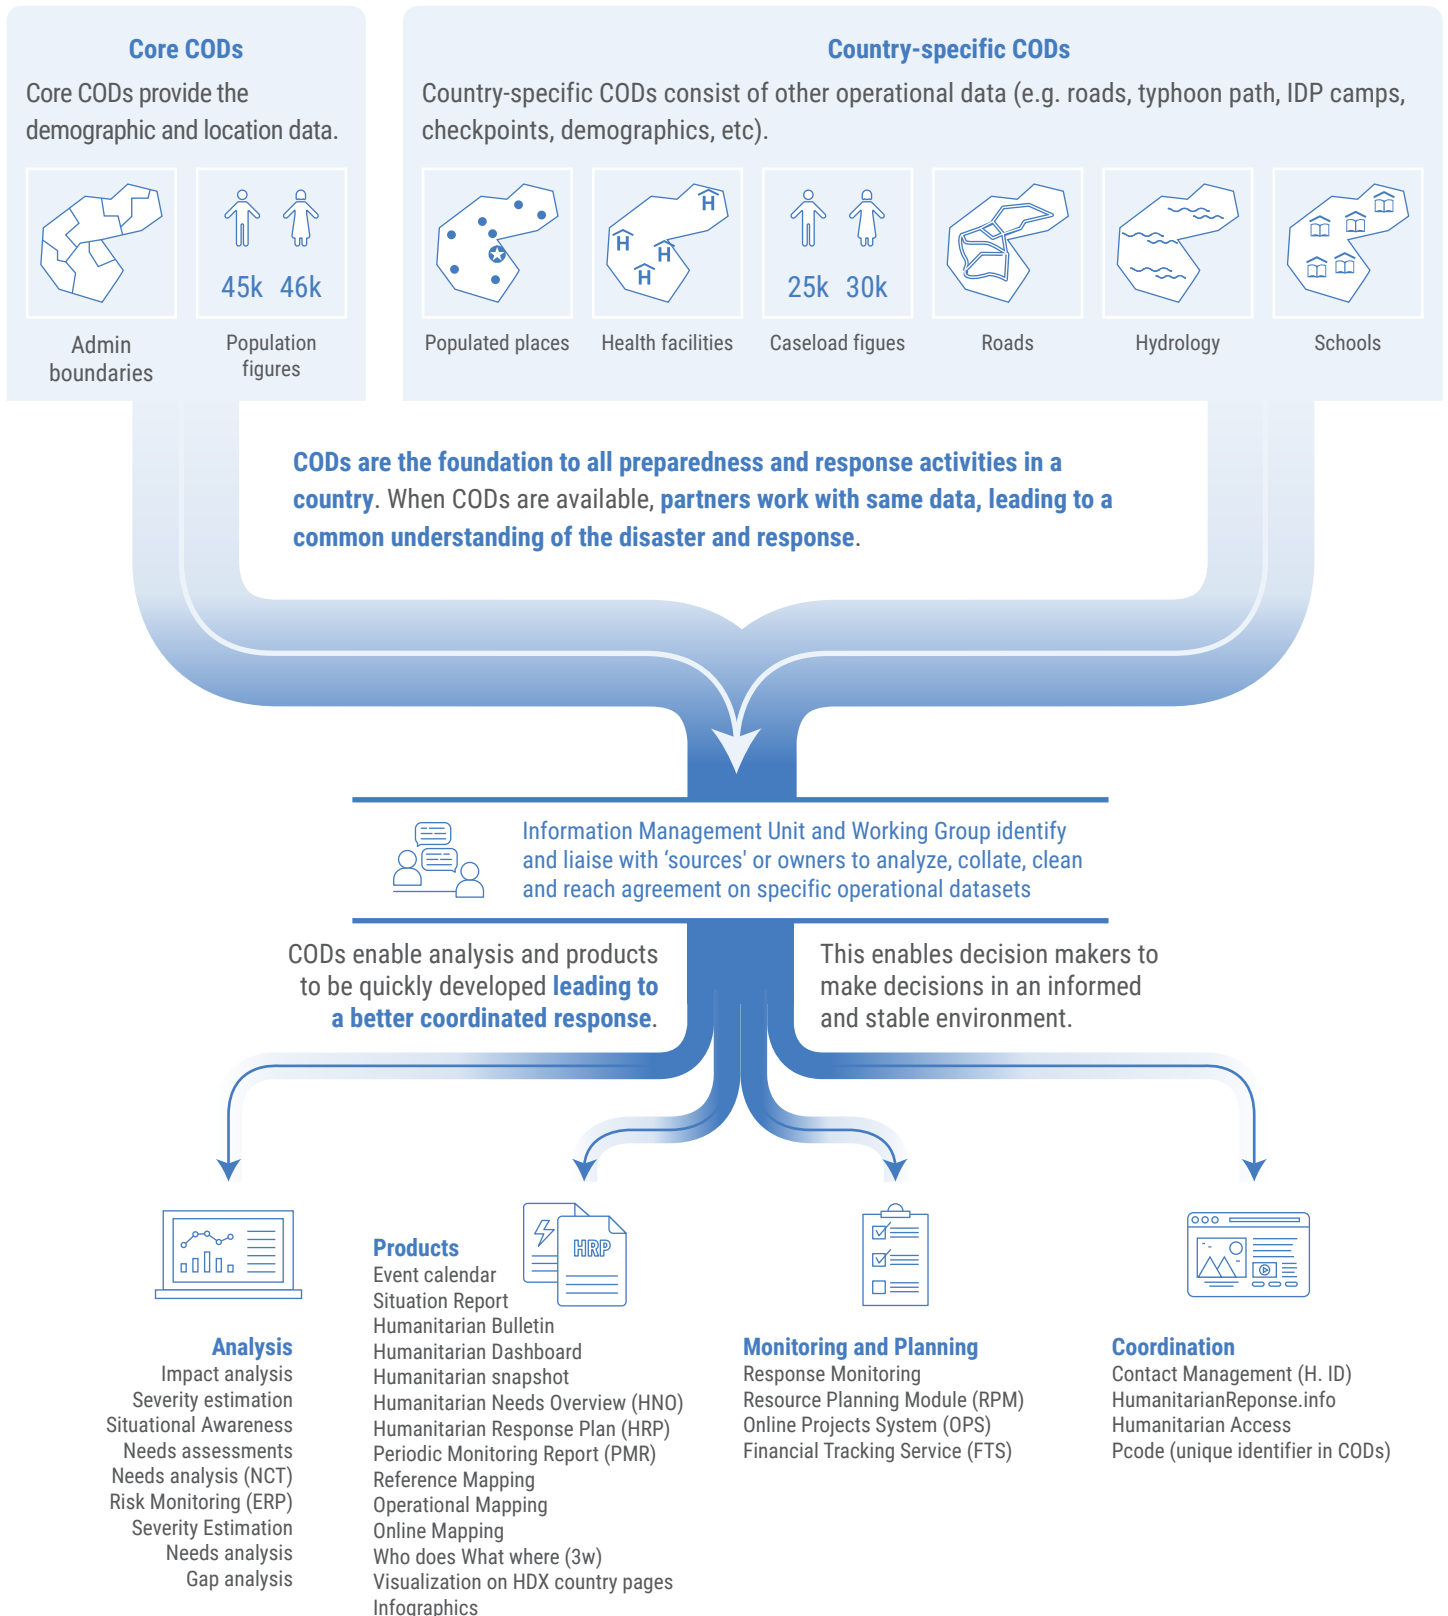 Core CODs
Core CODs provide the
demographic and location data.
45k 46k
Admin
boundaries
Population
figures
Country-specific CODs
Country-specific CODs consist of other operational data (e.g. roads, typhoon path, IDP camps,
checkpoints, demographics, etc).
H
H
H
H
25k 30k
Populated places
Health facilities
Caseload figues
Roads
Hydrology
Schools
CODs are the foundation to all preparedness and response activities in a
country. When CODs are available, partners work with same data, leading to a
common understanding of the disaster and response.
Information Management Unit and Working Group identify
and liaise with ‘sources' or owners to analyze, collate, clean
and reach agreement on specific operational datasets
CODs enable analysis and products
to be quickly developed leading to
a better coordinated response.
This enables decision makers to
make decisions in an informed
and stable environment.
Analysis
Impact analysis
Severity estimation
Situational Awareness
Needs assessments
Needs analysis (NCT)
Risk Monitoring (ERP)
Severity Estimation
Needs analysis
Gap analysis
HRP
Products
Event calendar
Situation Report
Humanitarian Bulletin
Humanitarian Dashboard
Humanitarian snapshot
Humanitarian Needs Overview (HNO)
Humanitarian Response Plan (HRP)
Periodic Monitoring Report (PMR)
Reference Mapping
Operational Mapping
Online Mapping
Who does What where (3w)
Visualization on HDX country pages
Infographics
Monitoring and Planning
Response Monitoring
Resource Planning Module (RPM)
Online Projects System (OPS)
Financial Tracking Service (FTS)
Coordination
Contact Management (H. ID)
HumanitarianReponse.info
Humanitarian Access
Pcode (unique identifier in CODs)